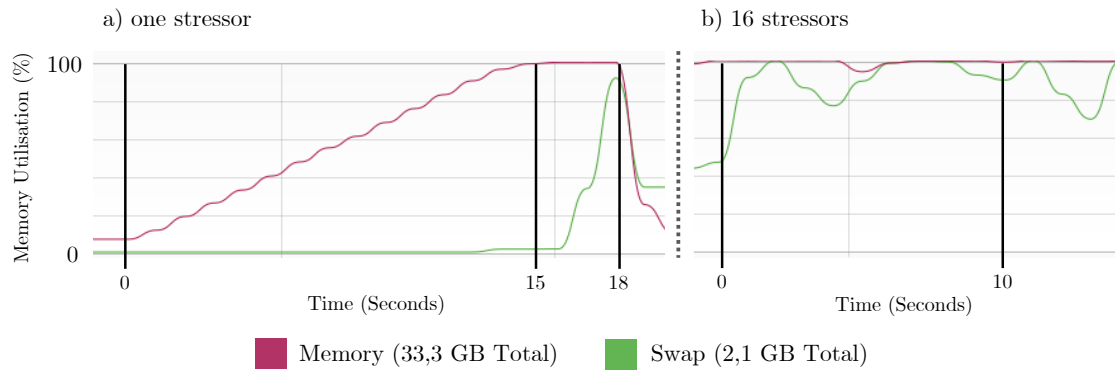 a) one stressor
b) 16 stressors
Memory Utilisation (%)
100
0
0
15
18
Time (Seconds)
0
10
Time (Seconds)
Memory (33,3 GB Total)
Swap (2,1 GB Total)